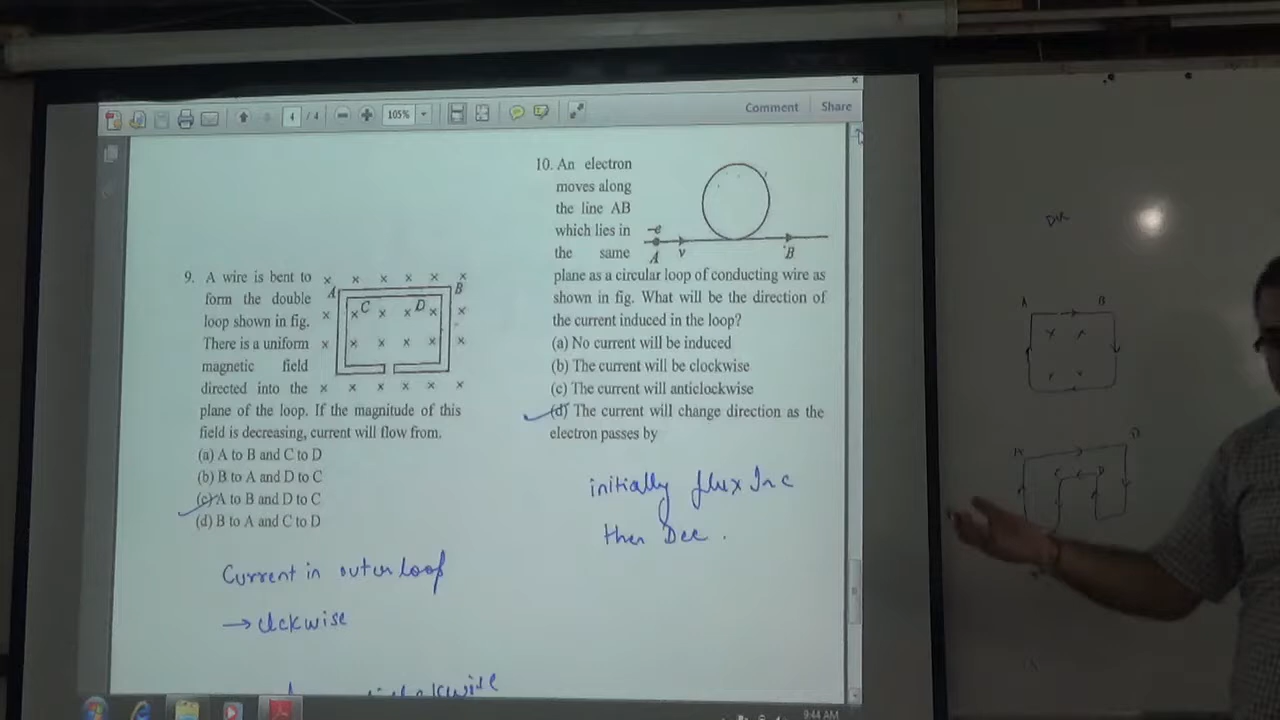 Comment Share
4 / 4
105%
9. A wire is bent to
form the double
loop shown in fig.
There is a uniform
magnetic field
directed into the
plane of the loop. If the magnitude of this
field is decreasing, current will flow from.
(a) A to B and C to D
(b) B to A and D to C
(c) A to B and D to C
(d) B to A and C to D
A B
C D
Current in outer loop
→ clckwise
10. An electron
moves along
the line AB
which lies in
the same
plane as a circular loop of conducting wire as
shown in fig. What will be the direction of
the current induced in the loop?
(a) No current will be induced
(b) The current will be clockwise
(c) The current will anticlockwise
(d) The current will change direction as the
electron passes by
-e
A v B
initially flux Inc
then Dec.
A B
C D
9:44 AM